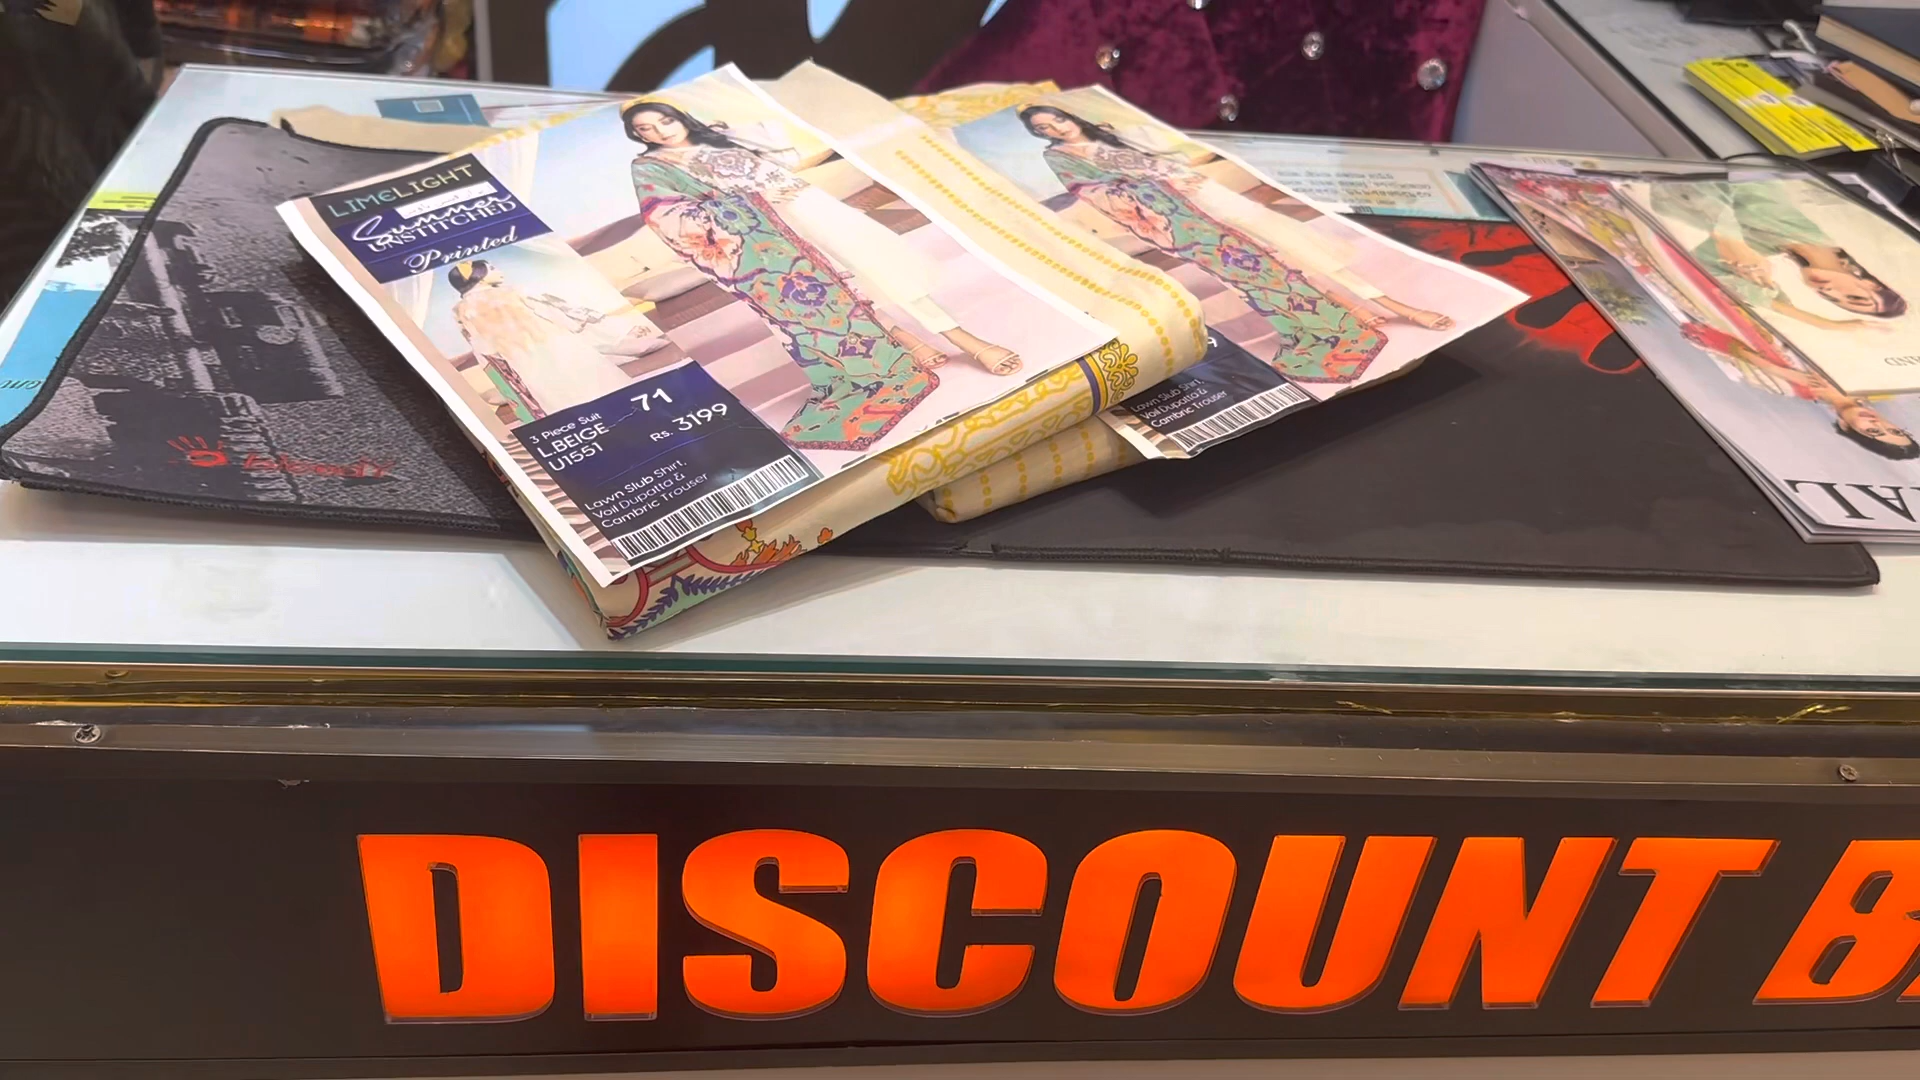 LIMELIGHT
Summer
UNSTITCHED
Printed
3 Piece Suit
71
L.BEIGE
U1551
Rs. 3199
Lawn Slub Shirt,
Voil Dupatta &
Cambric Trouser
9
Lawn Slub Shirt,
Voil Dupatta &
Cambric Trouser
Bloody
DISCOUNT